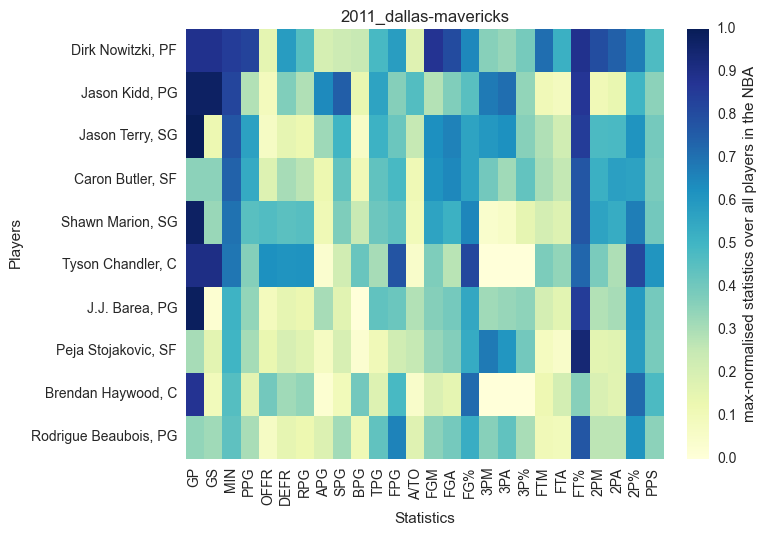 2011_dallas-mavericks
Players
Dirk Nowitzki, PF
Jason Kidd, PG
Jason Terry, SG
Caron Butler, SF
Shawn Marion, SG
Tyson Chandler, C
J.J. Barea, PG
Peja Stojakovic, SF
Brendan Haywood, C
Rodrigue Beaubois, PG
GP
GS
MIN
PPG
OFFR
DEFR
RPG
APG
SPG
BPG
TPG
FPG
A/TO
FGM
FGA
FG%
3PM
3PA
3P%
FTM
FTA
FT%
2PM
2PA
2P%
PPS
Statistics
1.0
0.9
0.8
0.7
0.6
0.5
0.4
0.3
0.2
0.1
0.0
max-normalised statistics over all players in the NBA